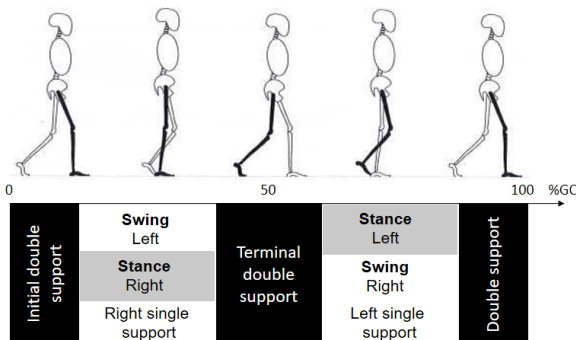 0
50
100
%GC
Initial double
support
Swing
Left
Stance
Right
Right single
support
Terminal
double
support
Stance
Left
Swing
Right
Left single
support
Double support